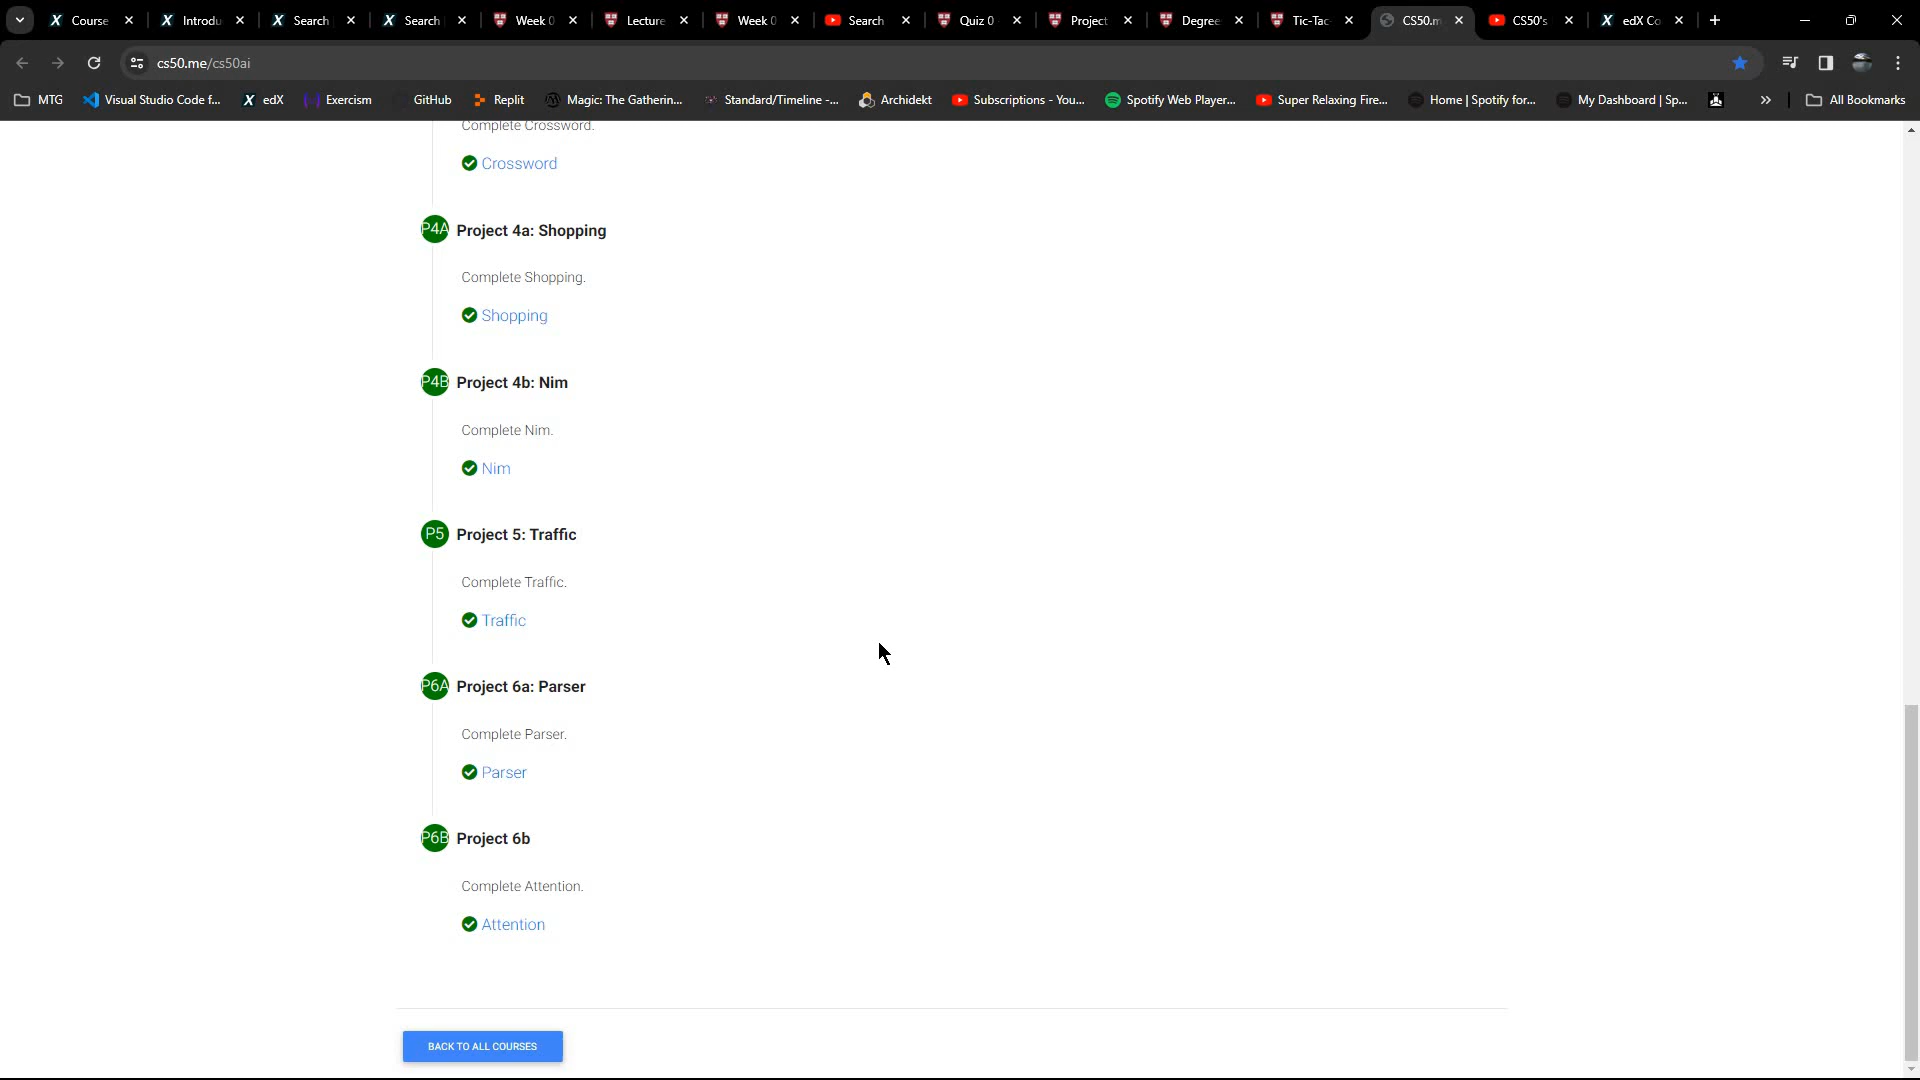 Course
Introdu
Search
Search
Week 0
Lecture
Week 0
Search
Quiz 0
Project
Degree
Tic-Tac-
CS50.m
CS50's
edX Co
cs50.me/cs50ai
MTG
Visual Studio Code f...
edX
Exercism
GitHub
Replit
Magic: The Gatherin...
Standard/Timeline -...
Archidekt
Subscriptions - You...
Spotify Web Player...
Super Relaxing Fire...
Home | Spotify for...
My Dashboard | Sp...
»
All Bookmarks
Complete Crossword.
Crossword
P4A Project 4a: Shopping
Complete Shopping.
Shopping
P4B Project 4b: Nim
Complete Nim.
Nim
P5 Project 5: Traffic
Complete Traffic.
Traffic
P6A Project 6a: Parser
Complete Parser.
Parser
P6B Project 6b
Complete Attention.
Attention
BACK TO ALL COURSES